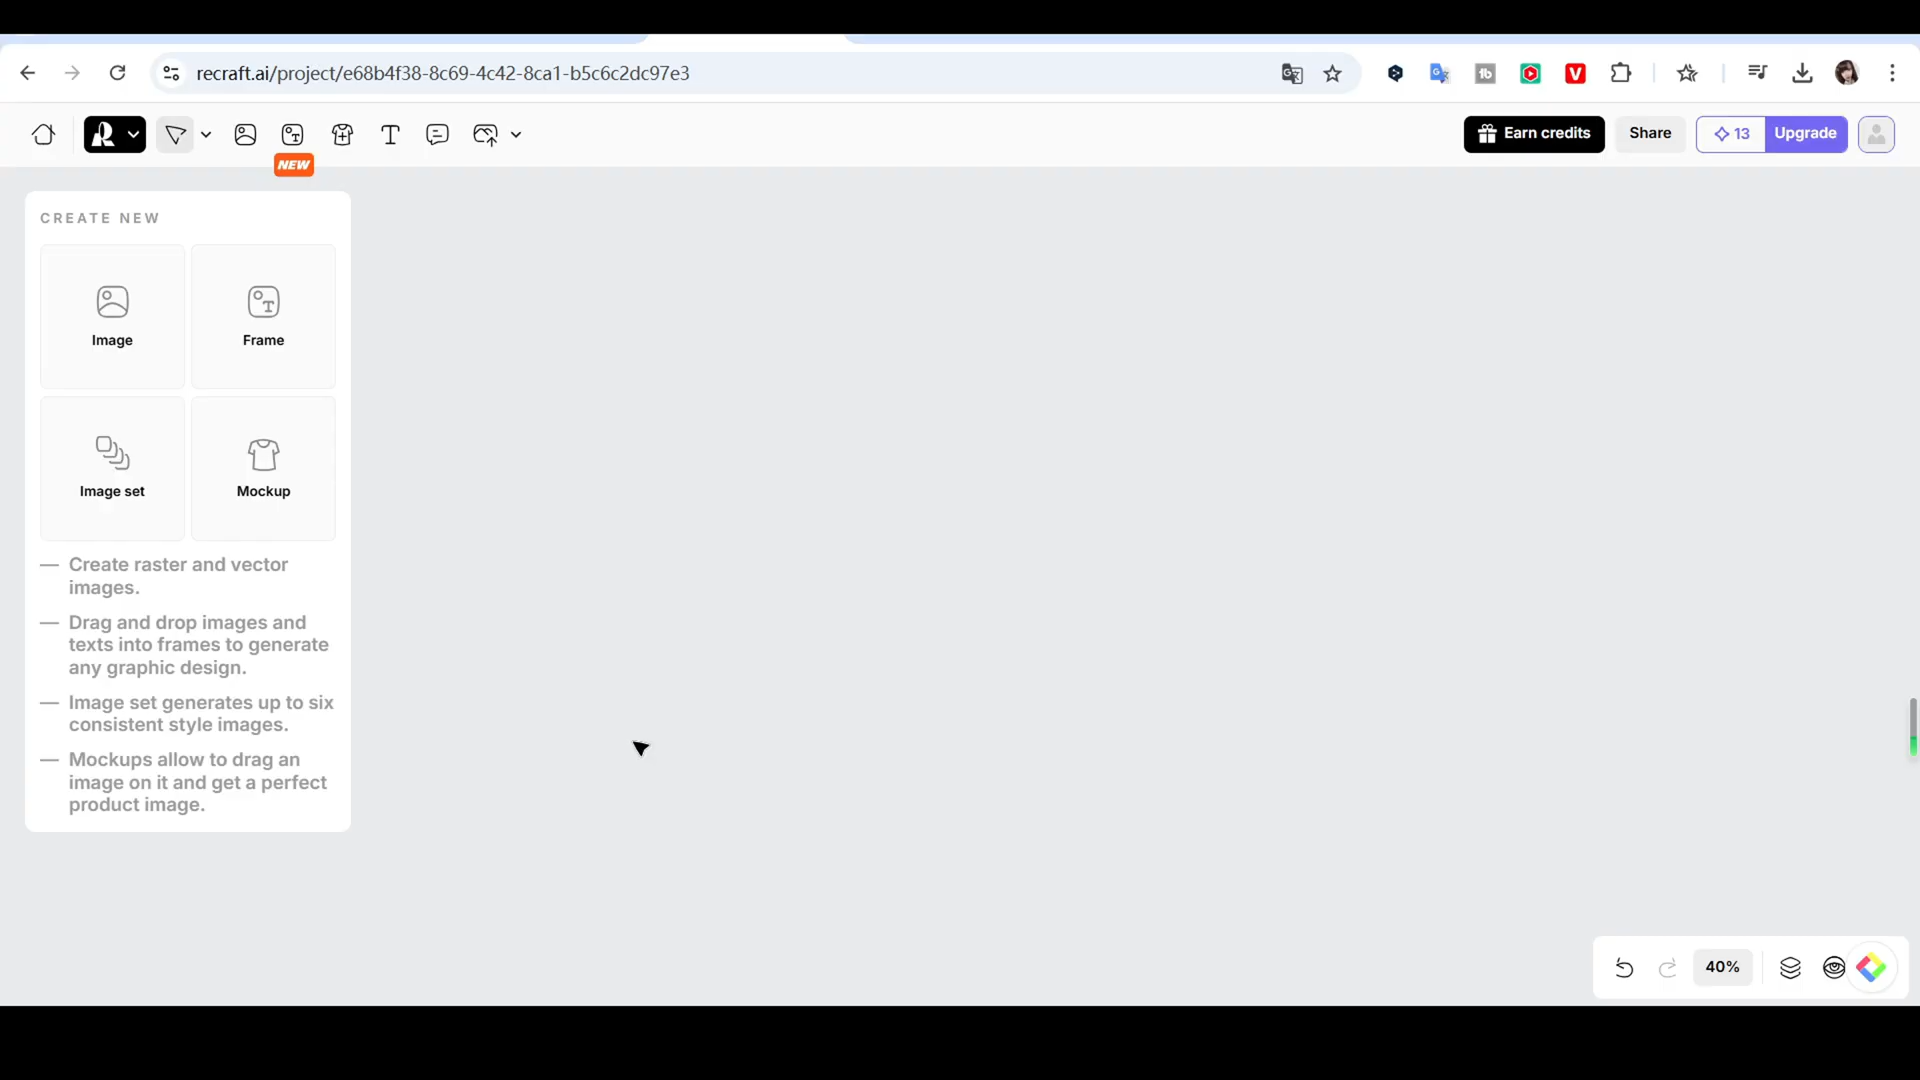 recraft.ai/project/e68b4f38-8c69-4c42-8ca1-b5c6c2dc97e3
NEW
Earn credits
Share
13
Upgrade
CREATE NEW
Image
Frame
Image set
Mockup
— Create raster and vector
images.
— Drag and drop images and
texts into frames to generate
any graphic design.
— Image set generates up to six
consistent style images.
— Mockups allow to drag an
image on it and get a perfect
product image.
40%